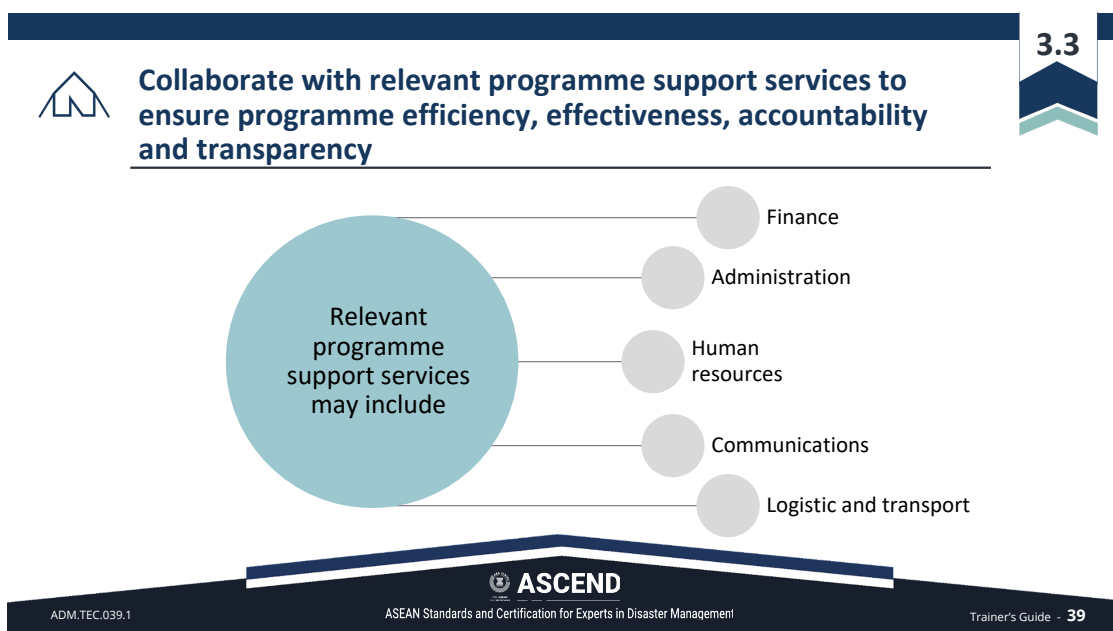 3.3
Collaborate with relevant programme support services to
ensure programme efficiency, effectiveness, accountability
and transparency
Relevant
programme
support services
may include
Finance
Administration
Human
resources
Communications
Logistic and transport
ASCEND
ADM.TEC.039.1
ASEAN Standards and Certification for Experts in Disaster Management
Trainer's Guide - 39